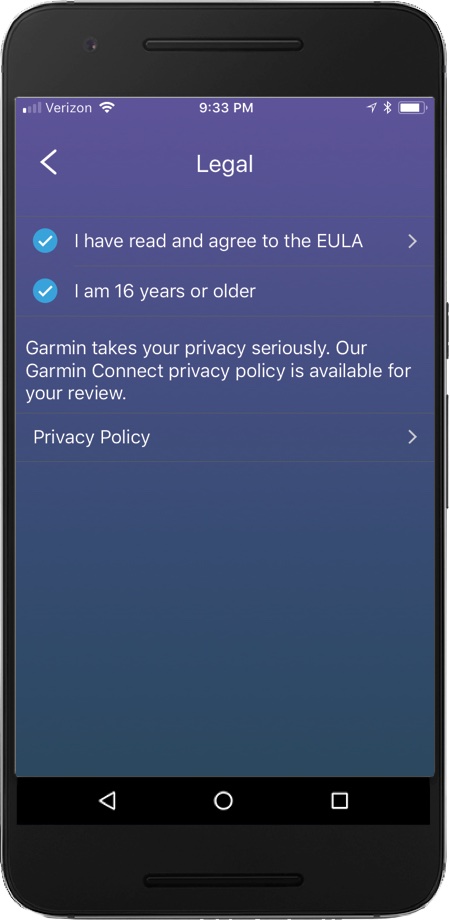 Verizon 9:33 PM
Legal
I have read and agree to the EULA
I am 16 years or older
Garmin takes your privacy seriously. Our
Garmin Connect privacy policy is available for
your review.
Privacy Policy